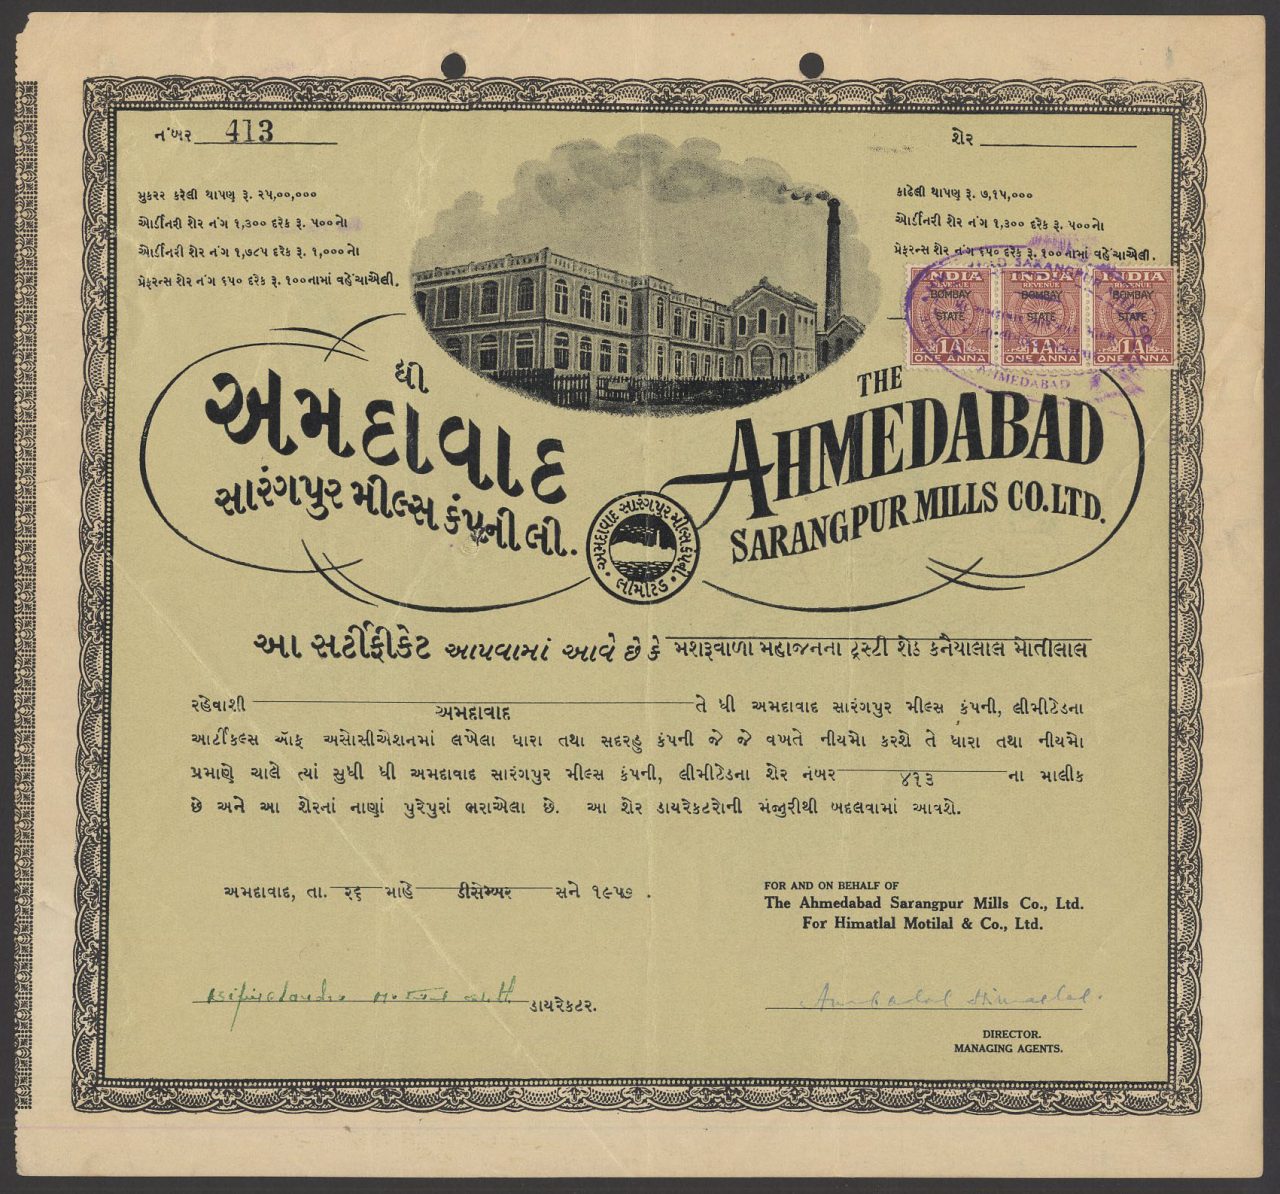 નંબર 413
શેર
મુકરર કરેલી થાપણ રૂ. ૨૫,૦૦,૦૦૦
ઓર્ડીનરી શેર નંગ ૧,૩૦૦ દરેક રૂ. ૫૦૦નો
ઓર્ડીનરી શેર નંગ ૧,૭૮૫ દરેક રૂ. ૧,૦૦૦નો
પ્રેફરન્સ શેર નંગ ૬૫૦ દરેક રૂ. ૧૦૦નામાં વહેંચાએલી.
કાઢેલી થાપણ રૂ. ૭,૧૫,૦૦૦
ઓર્ડીનરી શેર નંગ ૧,૩૦૦ દરેક રૂ. ૫૦૦નો
પ્રેફરન્સ શેર નંગ ૬૫૦ દરેક રૂ. ૧૦૦નામાં વહેંચાએલી.
INDIA INDIA INDIA
REVENUE REVENUE REVENUE
BOMBAY BOMBAY BOMBAY
STATE STATE STATE
1A 1A 1A
ONE ANNA ONE ANNA ONE ANNA
AHMEDABAD
ધી
અમદાવાદ
સારંગપુર મીલ્સ કંપની લી.
THE
AHMEDABAD
SARANGPUR MILLS CO. LTD.
અમદાવાદ સારંગપુર મીલ્સ કંપની
લીમીટેડ
આ સર્ટીફીકેટ આપવામાં આવે છે કે મશરૂવાળા મહાજનના ટ્રસ્ટી શેઠ કનૈયાલાલ મોતીલાલ
રહેવાશી અમદાવાદ તે ધી અમદાવાદ સારંગપુર મીલ્સ કંપની, લીમીટેડના
આર્ટીકલ્સ ઑફ અસોસીએશનમાં લખેલા ધારા તથા સદરહુ કંપની જે જે વખતે નીયમો કરશે તે ધારા તથા નીયમો
પ્રમાણે ચાલે ત્યાં સુધી ધી અમદાવાદ સારંગપુર મીલ્સ કંપની, લીમીટેડના શેર નંબર ૪૧૩ ના માલીક
છે અને આ શેરનાં નાણાં પુરેપુરાં ભરાએલા છે. આ શેર ડાયરેકટરોની મંજુરીથી બદલવામાં આવશે.
અમદાવાદ, તા. ૨૬ માહે ડીસેમ્બર સને ૧૯૫૭ .
FOR AND ON BEHALF OF
The Ahmedabad Sarangpur Mills Co., Ltd.
For Himatlal Motilal & Co., Ltd.
ડાયરેકટર.
DIRECTOR.
MANAGING AGENTS.